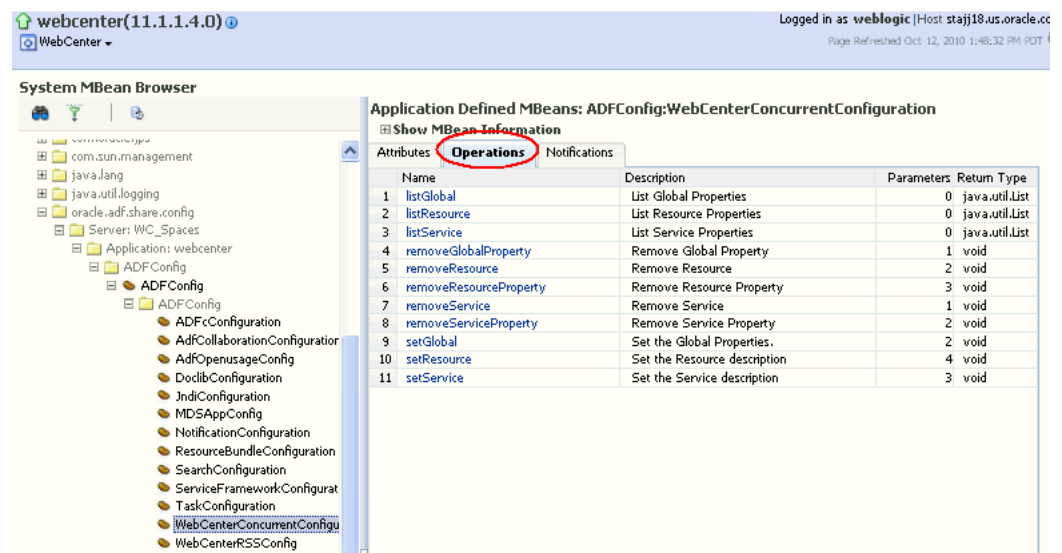 webcenter(11.1.1.4.0)
Logged in as weblogic |Host stajj18.us.oracle.co
WebCenter
Page Refreshed Oct 12, 2010 1:48:32 PM PDT
System MBean Browser
com.sun.management
java.lang
java.util.logging
oracle.adf.share.config
Server: WC_Spaces
Application: webcenter
ADFConfig
ADFConfig
ADFConfig
ADFcConfiguration
AdfCollaborationConfiguration
AdfOpenusageConfig
DoclibConfiguration
JndiConfiguration
MDSAppConfig
NotificationConfiguration
ResourceBundleConfiguration
SearchConfiguration
ServiceFrameworkConfigurat
TaskConfiguration
WebCenterConcurrentConfigu
WebCenterRSSConfig
Application Defined MBeans: ADFConfig:WebCenterConcurrentConfiguration
Show MBean Information
Attributes Operations Notifications
Name Description Parameters Return Type
1 listGlobal List Global Properties 0 java.util.List
2 listResource List Resource Properties 0 java.util.List
3 listService List Service Properties 0 java.util.List
4 removeGlobalProperty Remove Global Property 1 void
5 removeResource Remove Resource 2 void
6 removeResourceProperty Remove Resource Property 3 void
7 removeService Remove Service 1 void
8 removeServiceProperty Remove Service Property 2 void
9 setGlobal Set the Global Properties. 2 void
10 setResource Set the Resource description 4 void
11 setService Set the Service description 3 void